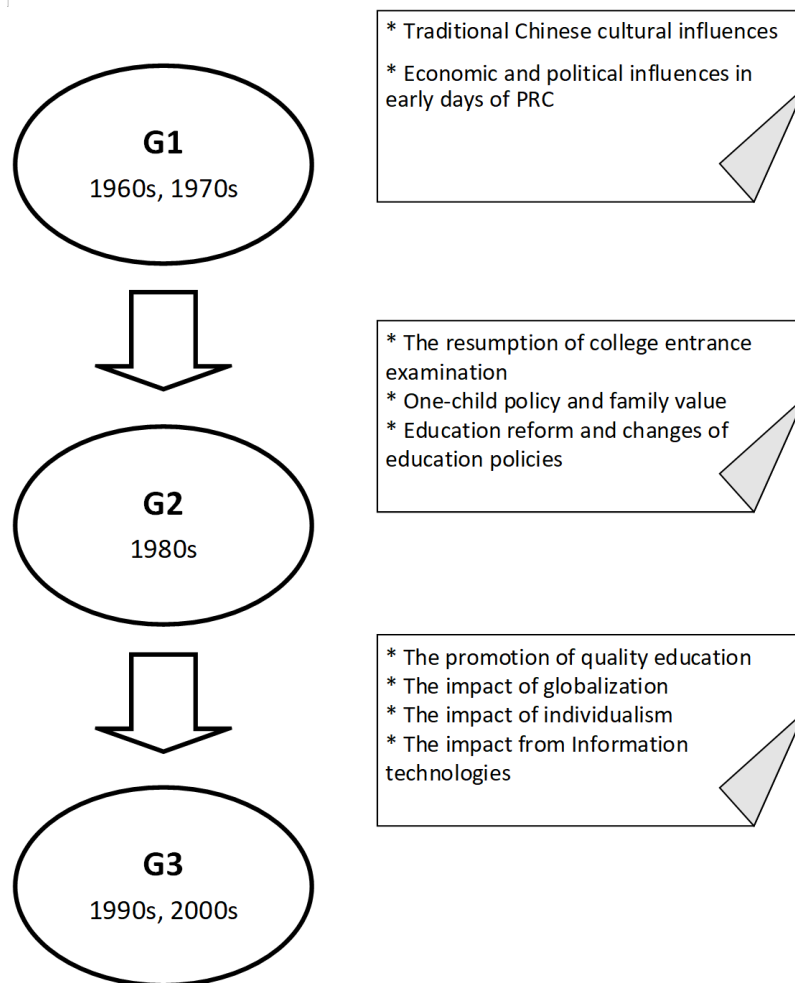 * Traditional Chinese cultural influences
* Economic and political influences in
early days of PRC
G1
1960s, 1970s
* The resumption of college entrance
examination
* One-child policy and family value
* Education reform and changes of
education policies
G2
1980s
* The promotion of quality education
* The impact of globalization
* The impact of individualism
* The impact from Information
technologies
G3
1990s, 2000s